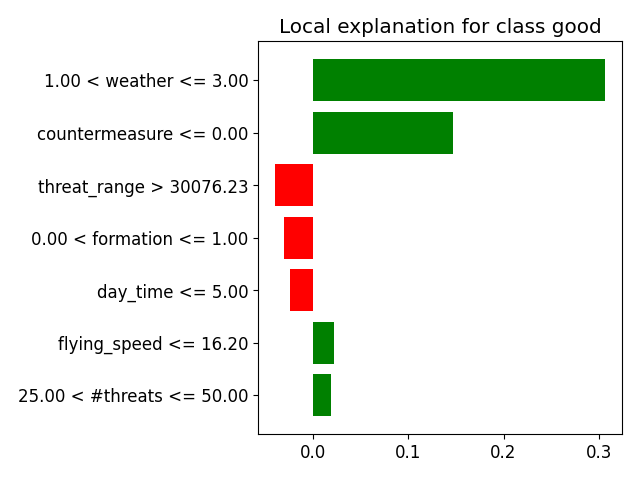 Local explanation for class good
1.00 < weather <= 3.00
countermeasure <= 0.00
threat_range > 30076.23
0.00 < formation <= 1.00
day_time <= 5.00
flying_speed <= 16.20
25.00 < #threats <= 50.00
0.0 0.1 0.2 0.3